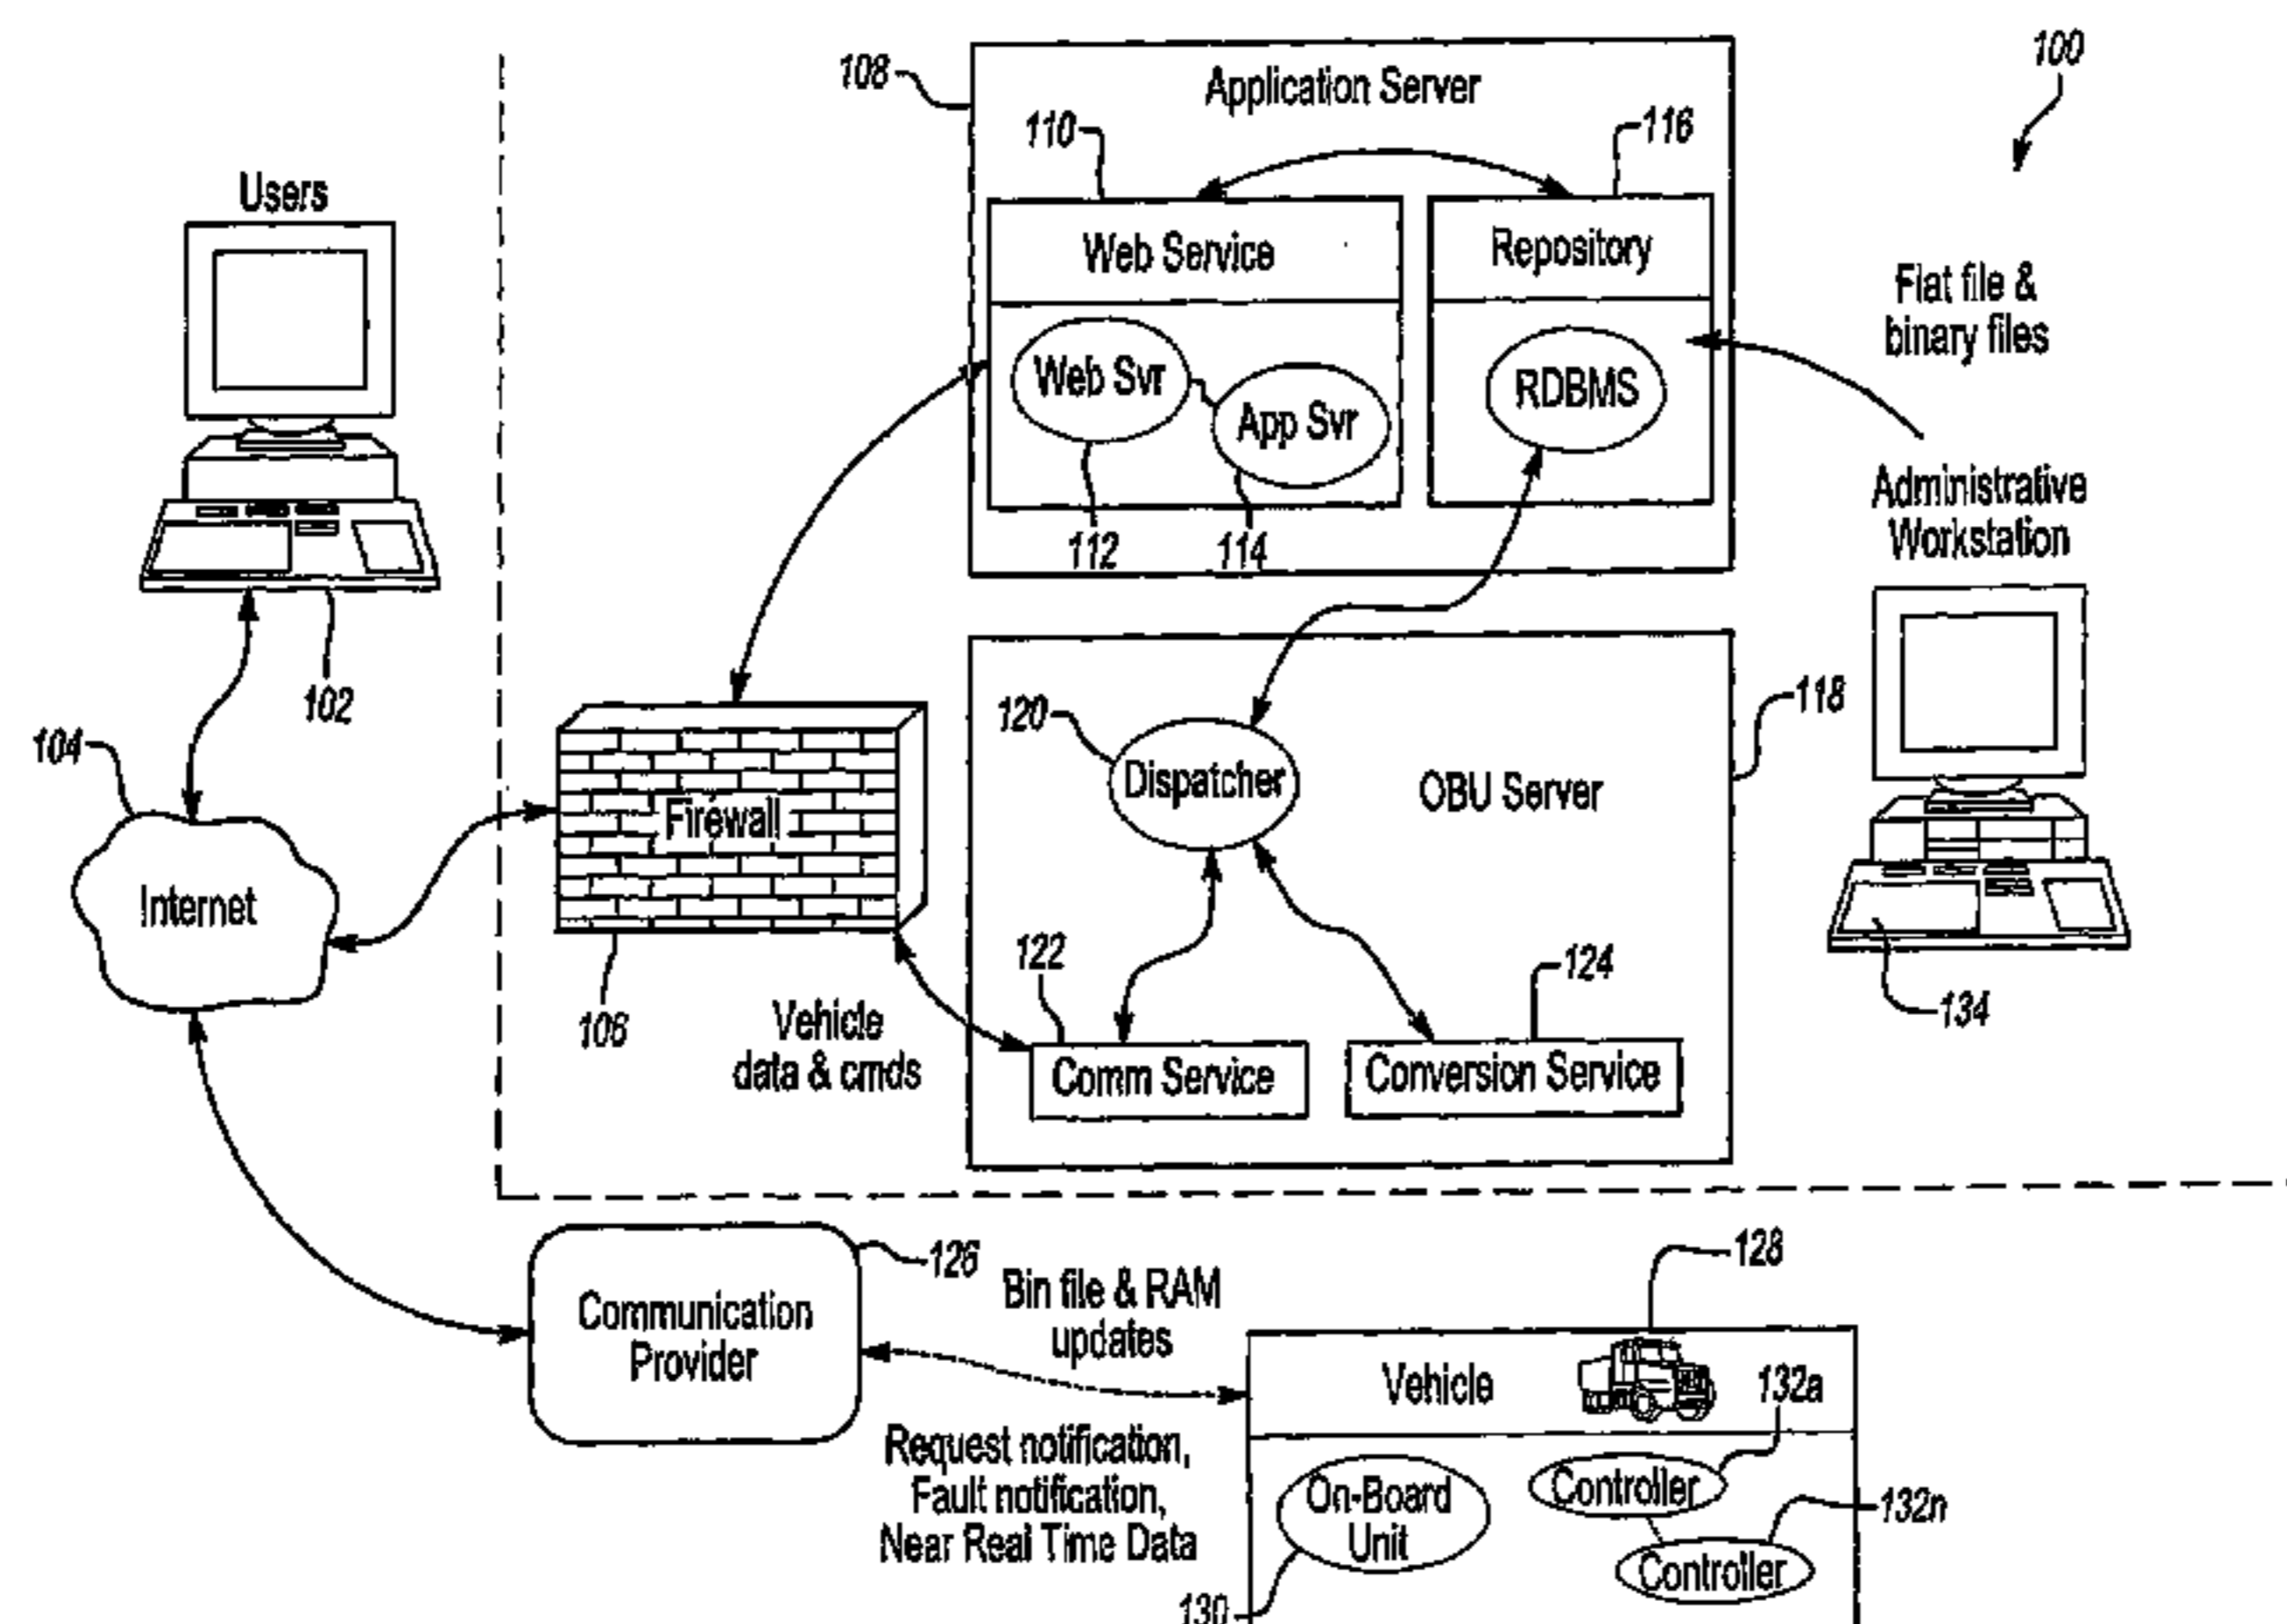 100
108
Application Server
110
116
Users
Web Service
Repository
Flat file &
binary files
Web Svr
App Svr
RDBMS
112
114
Administrative
Workstation
102
104
Internet
Firewall
106
Vehicle
data & cmds
120
Dispatcher
OBU Server
118
122
124
Comm Service
Conversion Service
134
126
Communication
Provider
Bin file & RAM
updates
Request notification,
Fault notification,
Near Real Time Data
128
Vehicle
132a
On-Board
Unit
Controller
132n
Controller
130